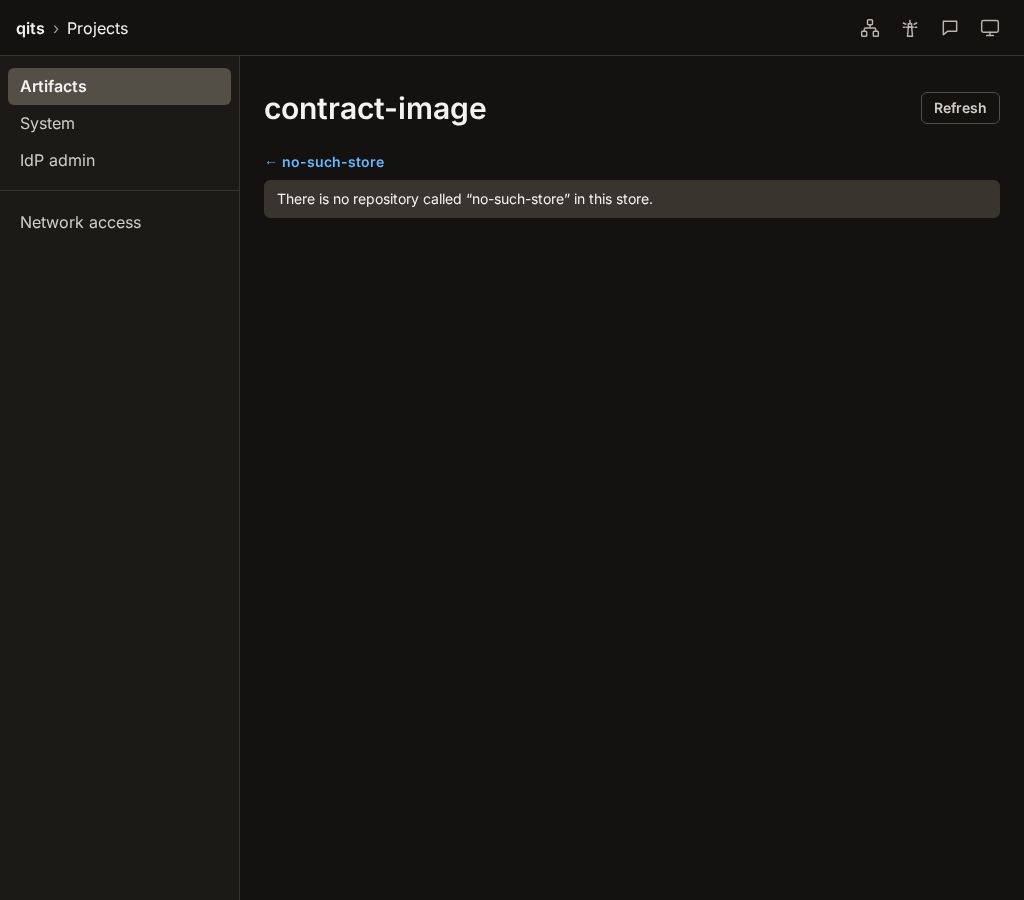 qits › Projects
Artifacts
System
IdP admin
Network access
contract-image
Refresh
← no-such-store
There is no repository called “no-such-store” in this store.